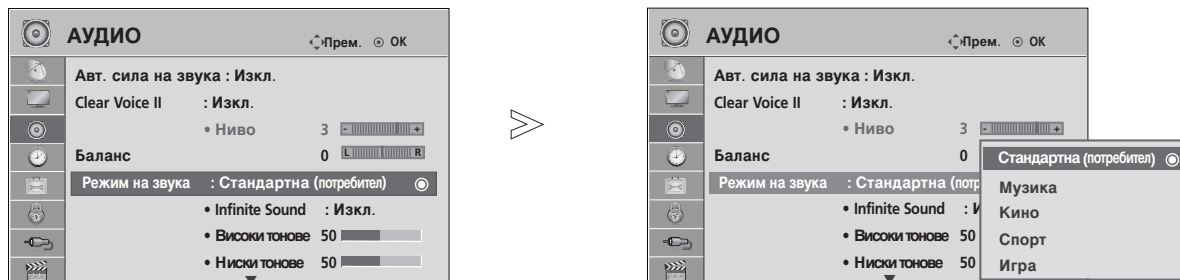 АУДИО
Прем. OK
Авт. сила на звука : Изкл.
Clear Voice II : Изкл.
• Ниво 3 - +
Баланс 0 L R
Режим на звука : Стандартна (потребител)
• Infinite Sound : Изкл.
• Високи тонове 50
• Ниски тонове 50
>
АУДИО
Прем. OK
Авт. сила на звука : Изкл.
Clear Voice II : Изкл.
• Ниво 3 - +
Баланс 0
Режим на звука : Стандартна (потр
• Infinite Sound : И
• Високи тонове 50
• Ниски тонове 50
Стандартна (потребител)
Музика
Кино
Спорт
Игра